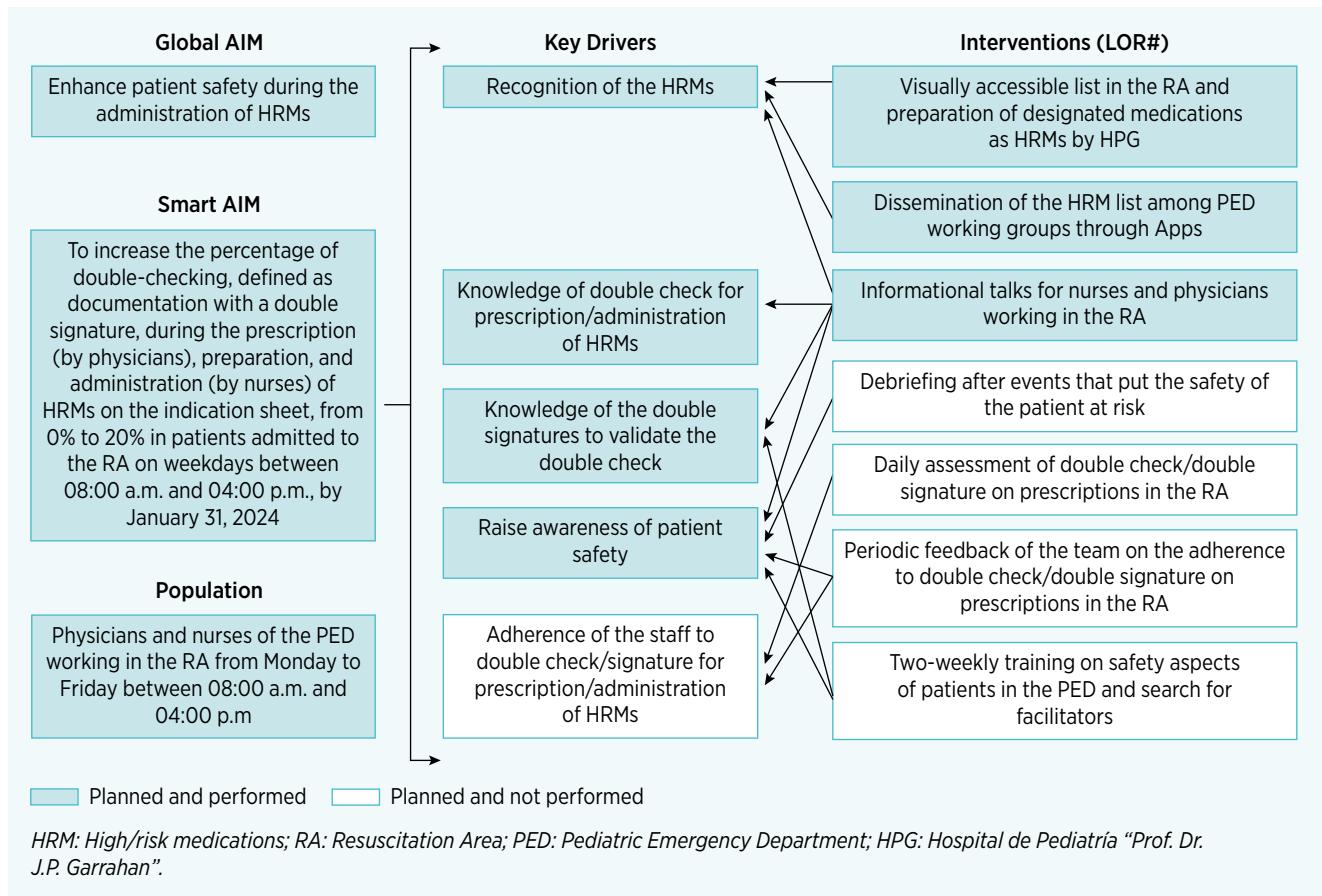 Global AIM
Enhance patient safety during the
administration of HRMs
Smart AIM
To increase the percentage of
double-checking, defined as
documentation with a double
signature, during the prescription
(by physicians), preparation, and
administration (by nurses) of
HRMs on the indication sheet, from
0% to 20% in patients admitted to
the RA on weekdays between
08:00 a.m. and 04:00 p.m., by
January 31, 2024
Population
Physicians and nurses of the PED
working in the RA from Monday to
Friday between 08:00 a.m. and
04:00 p.m
Key Drivers
Recognition of the HRMs
Knowledge of double check for
prescription/administration
of HRMs
Knowledge of the double
signatures to validate the
double check
Raise awareness of patient
safety
Adherence of the staff to
double check/signature for
prescription/administration
of HRMs
Interventions (LOR#)
Visually accessible list in the RA and
preparation of designated medications
as HRMs by HPG
Dissemination of the HRM list among PED
working groups through Apps
Informational talks for nurses and physicians
working in the RA
Debriefing after events that put the safety of
the patient at risk
Daily assessment of double check/double
signature on prescriptions in the RA
Periodic feedback of the team on the adherence
to double check/double signature on
prescriptions in the RA
Two-weekly training on safety aspects
of patients in the PED and search for
facilitators
Planned and performed
Planned and not performed
HRM: High/risk medications; RA: Resuscitation Area; PED: Pediatric Emergency Department; HPG: Hospital de Pediatría “Prof. Dr.
J.P. Garrahan”.